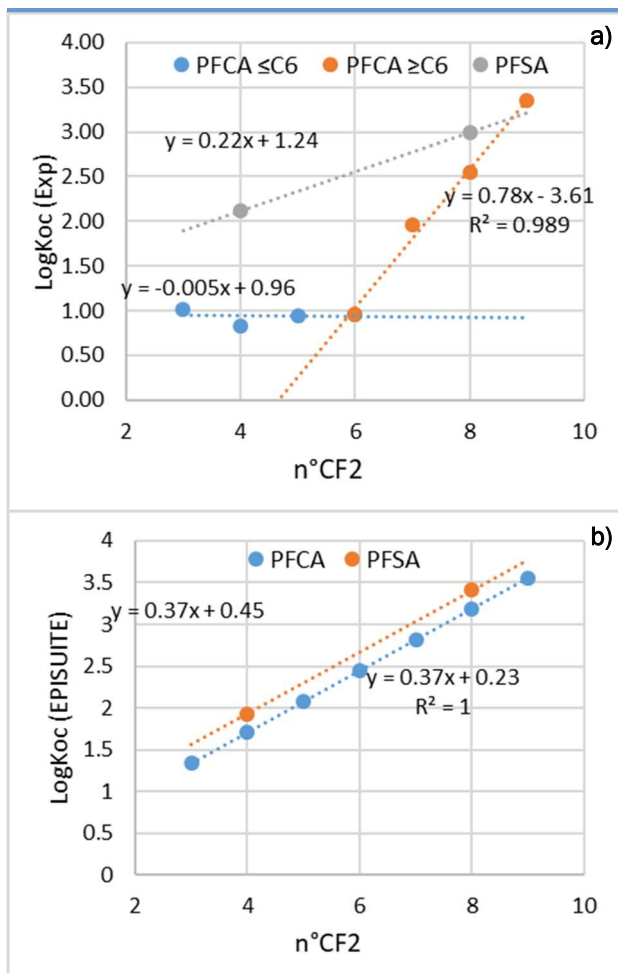 a)
4.00
PFCA ≤C6 PFCA ≥C6 PFSA
3.50
3.00
y = 0.22x + 1.24
2.50
y = 0.78x - 3.61
2.00
R² = 0.989
1.50
y = -0.005x + 0.96
1.00
0.50
0.00
LogKoc (Exp)
2 4 6 8 10
n°CF2
b)
4
PFCA PFSA
3.5
y = 0.37x + 0.45
3
2.5
y = 0.37x + 0.23
2
R² = 1
1.5
1
0.5
0
LogKoc (EPISUITE)
2 4 6 8 10
n°CF2